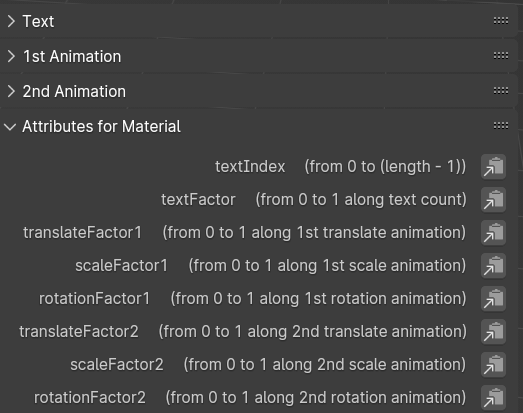 Text
1st Animation
2nd Animation
Attributes for Material
textIndex (from 0 to (length - 1))
textFactor (from 0 to 1 along text count)
translateFactor1 (from 0 to 1 along 1st translate animation)
scaleFactor1 (from 0 to 1 along 1st scale animation)
rotationFactor1 (from 0 to 1 along 1st rotation animation)
translateFactor2 (from 0 to 1 along 2nd translate animation)
scaleFactor2 (from 0 to 1 along 2nd scale animation)
rotationFactor2 (from 0 to 1 along 2nd rotation animation)